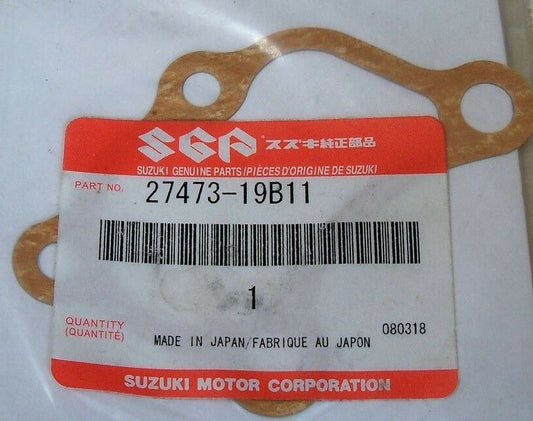 SGP スズキ純正部品
SUZUKI GENUINE PARTS/PIÈCES D'ORIGINE DE SUZUKI
PART NO. 27473-19B11
1
QUANTITY
(QUANTITÉ)
080318
MADE IN JAPAN/FABRIQUE AU JAPON
SUZUKI MOTOR CORPORATION